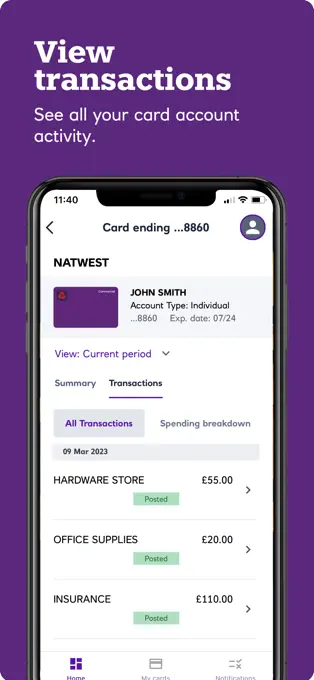 View
transactions
See all your card account
activity.
11:40
Card ending ...8860
NATWEST
JOHN SMITH
Account Type: Individual
...8860 Exp. date: 07/24
View: Current period
Summary Transactions
All Transactions Spending breakdown
09 Mar 2023
HARDWARE STORE £55.00
Posted
OFFICE SUPPLIES £20.00
Posted
INSURANCE £110.00
Posted
Home My cards Notifications